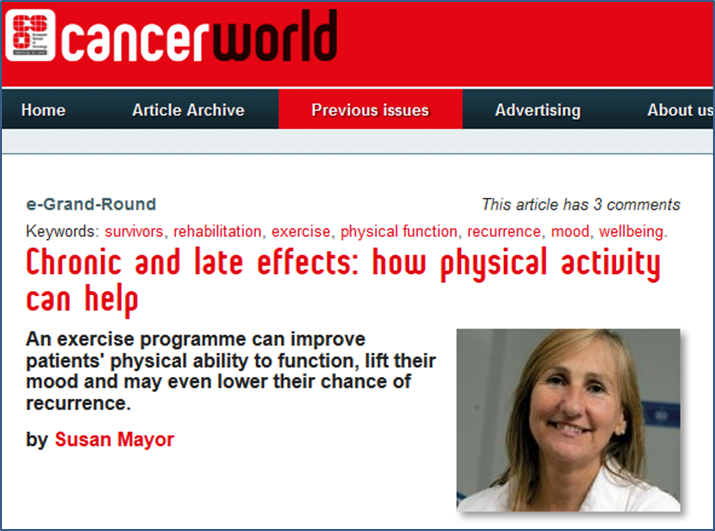 cancerworld
Home Article Archive Previous issues Advertising About us
e-Grand-Round This article has 3 comments
Keywords: survivors, rehabilitation, exercise, physical function, recurrence, mood, wellbeing.
Chronic and late effects: how physical activity
can help
An exercise programme can improve
patients' physical ability to function, lift their
mood and may even lower their chance of
recurrence.
by Susan Mayor